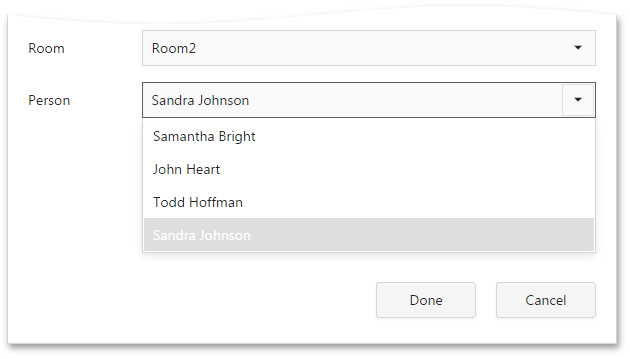 Room Room2
Person Sandra Johnson
Samantha Bright
John Heart
Todd Hoffman
Sandra Johnson
Done Cancel